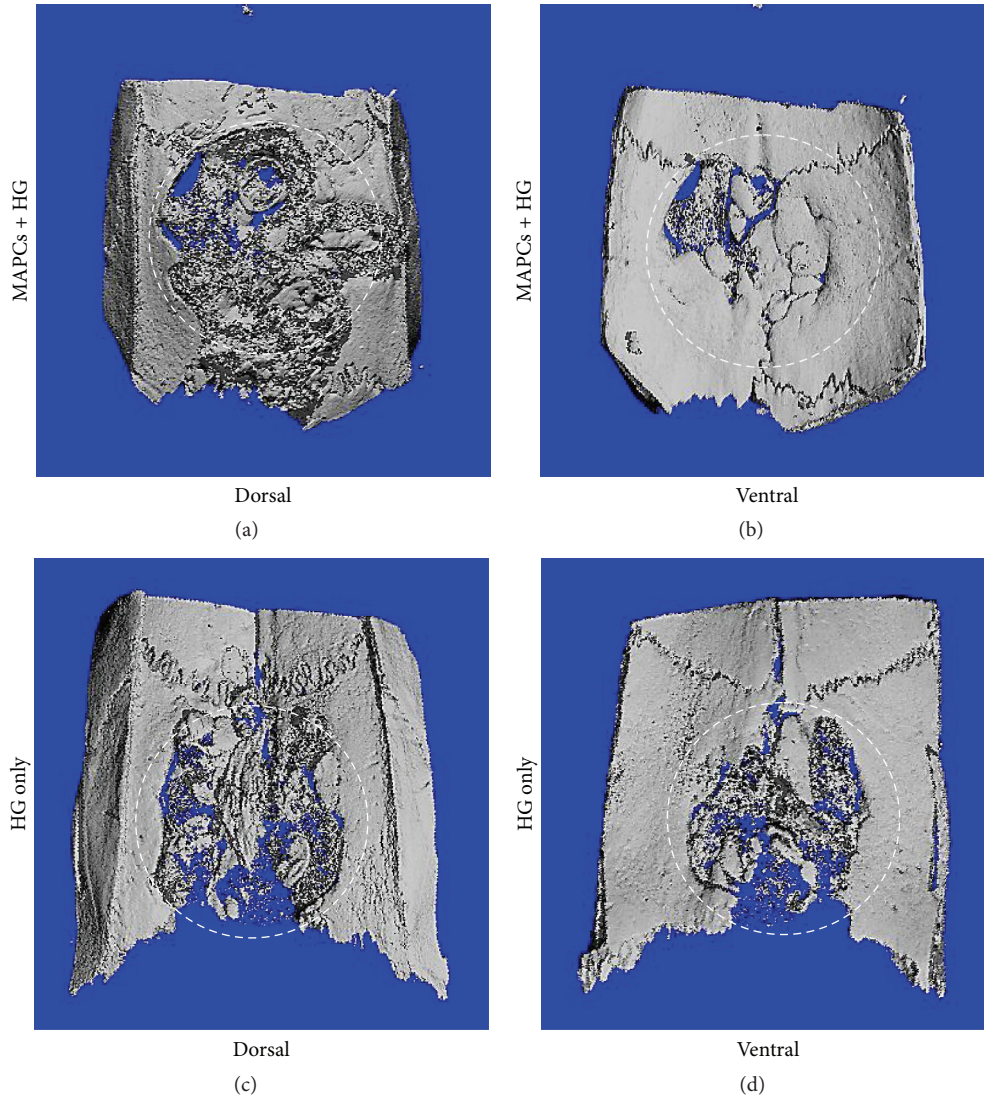 MAPCs + HG
Dorsal
(a)
MAPCs + HG
Ventral
(b)
HG only
Dorsal
(c)
HG only
Ventral
(d)